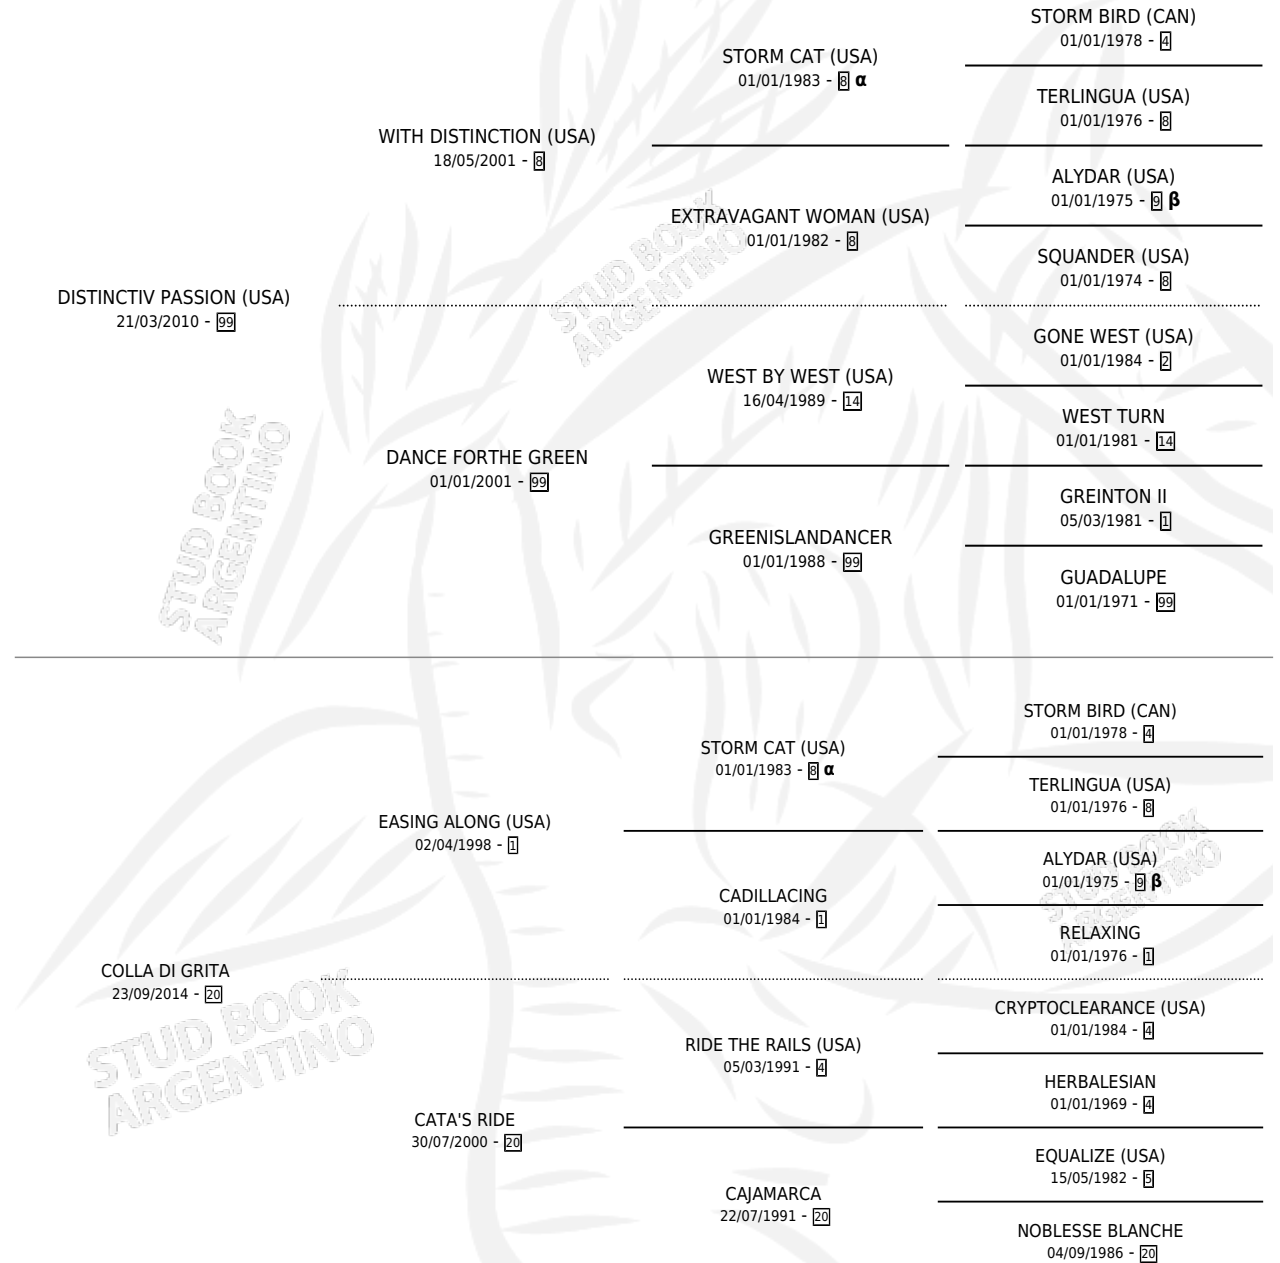 STORM BIRD (CAN)
01/01/1978 - 4
STORM CAT (USA)
01/01/1983 - 8 α
TERLINGUA (USA)
01/01/1976 - 8
WITH DISTINCTION (USA)
18/05/2001 - 8
ALYDAR (USA)
01/01/1975 - 9 β
EXTRAVAGANT WOMAN (USA)
01/01/1982 - 8
SQUANDER (USA)
01/01/1974 - 8
DISTINCTIV PASSION (USA)
21/03/2010 - 99
GONE WEST (USA)
01/01/1984 - 2
WEST BY WEST (USA)
16/04/1989 - 14
WEST TURN
01/01/1981 - 14
DANCE FORTHE GREEN
01/01/2001 - 99
GREINTON II
05/03/1981 - 1
GREENISLANDANCER
01/01/1988 - 99
GUADALUPE
01/01/1971 - 99
STORM BIRD (CAN)
01/01/1978 - 4
STORM CAT (USA)
01/01/1983 - 8 α
TERLINGUA (USA)
01/01/1976 - 8
EASING ALONG (USA)
02/04/1998 - 1
ALYDAR (USA)
01/01/1975 - 9 β
CADILLACING
01/01/1984 - 1
RELAXING
01/01/1976 - 1
COLLA DI GRITA
23/09/2014 - 20
CRYPTOCLEARANCE (USA)
01/01/1984 - 4
RIDE THE RAILS (USA)
05/03/1991 - 4
HERBALESIAN
01/01/1969 - 4
CATA'S RIDE
30/07/2000 - 20
EQUALIZE (USA)
15/05/1982 - 5
CAJAMARCA
22/07/1991 - 20
NOBLESSE BLANCHE
04/09/1986 - 20
STUD BOOK
ARGENTINO
STUD BOOK
ARGENTINO
STUD BOOK
ARGENTINO
STUD BOOK
ARGENTINO